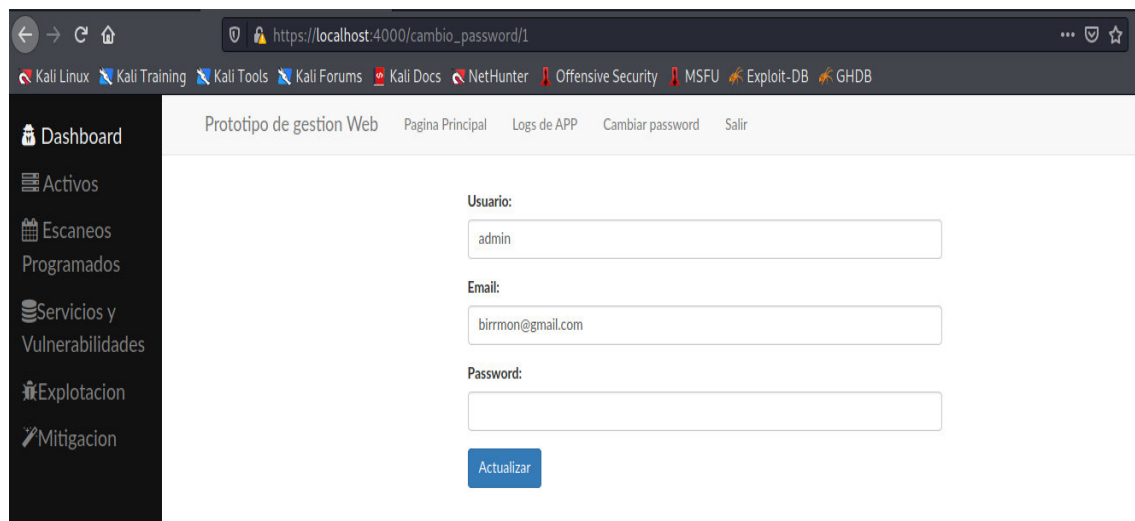 https://localhost:4000/cambio_password/1
Kali Linux Kali Training Kali Tools Kali Forums Kali Docs NetHunter Offensive Security MSFU Exploit-DB GHDB
Dashboard
Activos
Escaneos
Programados
Servicios y
Vulnerabilidades
Explotacion
Mitigacion
Prototipo de gestion Web Pagina Principal Logs de APP Cambiar password Salir
Usuario:
admin
Email:
birrmon@gmail.com
Password:
Actualizar